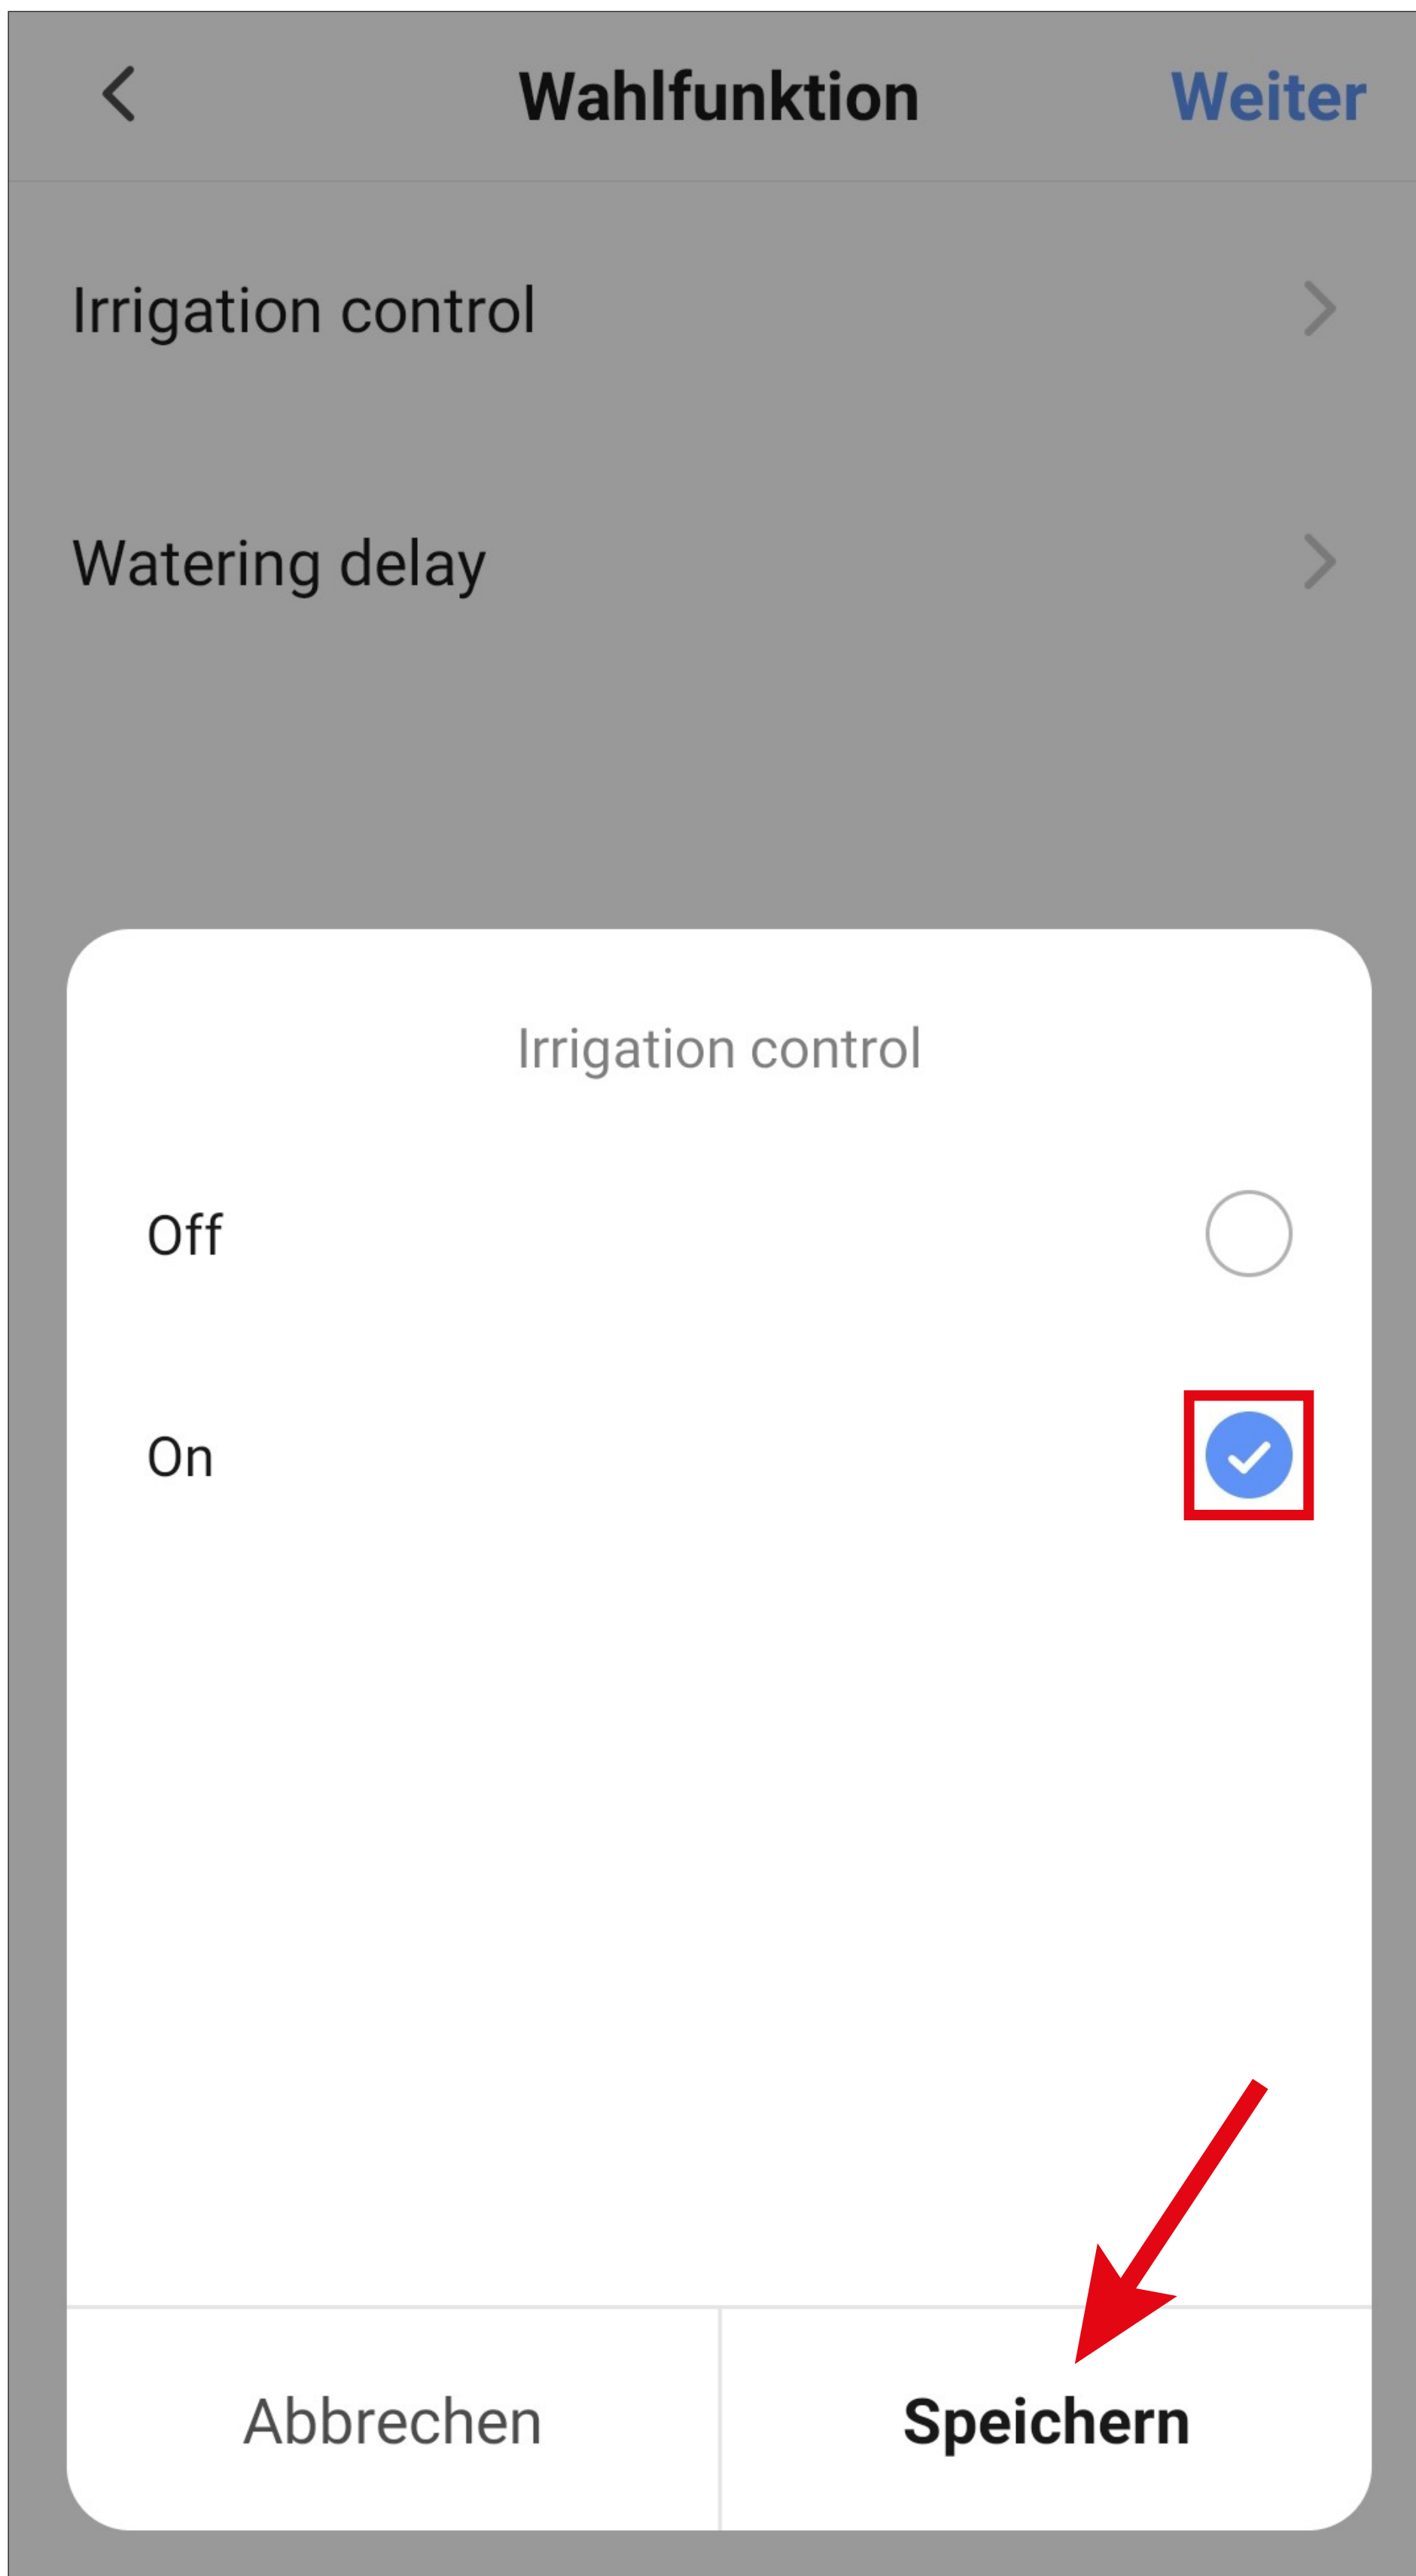 Wahlfunktion Weiter
Irrigation control
Watering delay
Irrigation control
Off
On
Abbrechen Speichern